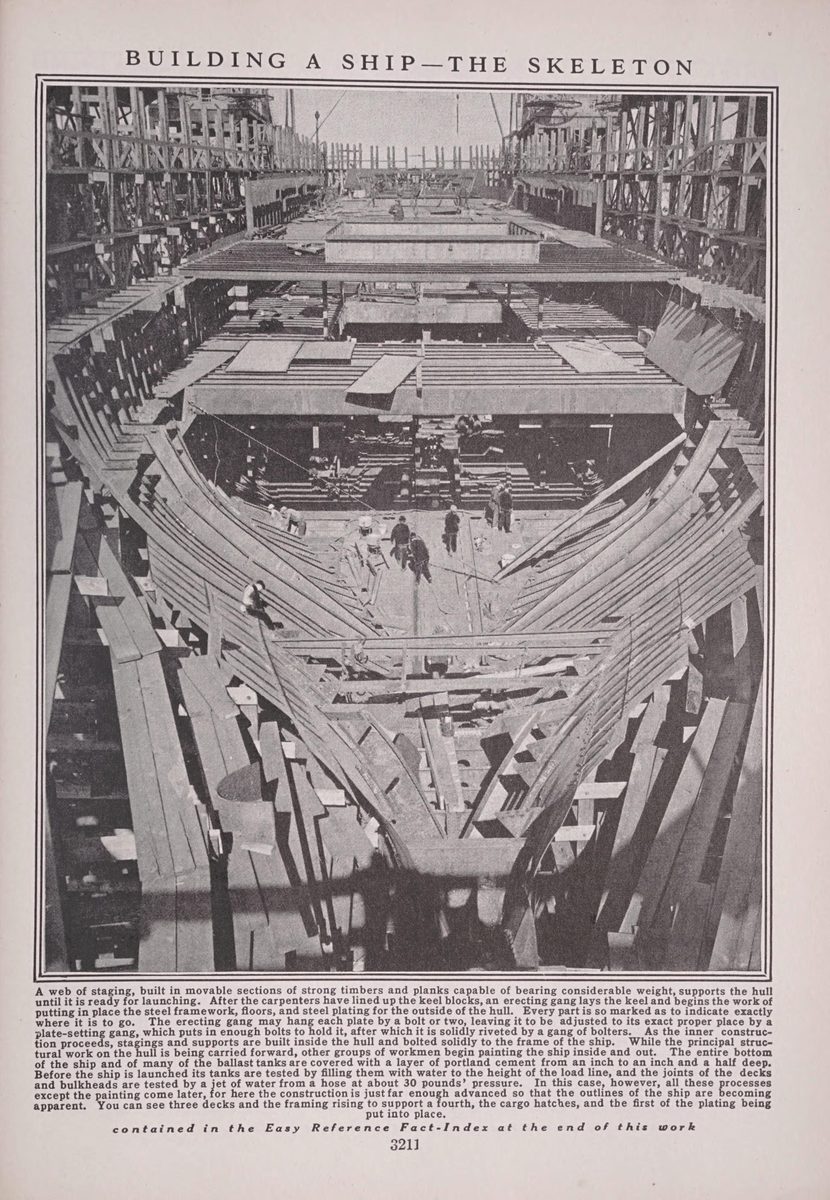 BUILDING A SHIP—THE SKELETON
A web of staging, built in movable sections of strong timbers and planks capable of bearing considerable weight, supports the hull
until it is ready for launching. After the carpenters have lined up the keel blocks, an erecting gang lays the keel and begins the work of
putting in place the steel framework, floors, and steel plating for the outside of the hull. Every part is so marked as to indicate exactly
where it is to go. The erecting gang may hang each plate by a bolt or two, leaving it to be adjusted to its exact proper place by a
plate-setting gang, which puts in enough bolts to hold it, after which it is solidly riveted by a gang of bolters. As the inner construc-
tion proceeds, stagings and supports are built inside the hull and bolted solidly to the frame of the ship. While the principal struc-
tural work on the hull is being carried forward, other groups of workmen begin painting the ship inside and out. The entire bottom
of the ship and of many of the ballast tanks are covered with a layer of portland cement from an inch to an inch and a half deep.
Before the ship is launched its tanks are tested by filling them with water to the height of the load line, and the joints of the decks
and bulkheads are tested by a jet of water from a hose at about 30 pounds' pressure. In this case, however, all these processes
except the painting come later, for here the construction is just far enough advanced so that the outlines of the ship are becoming
apparent. You can see three decks and the framing rising to support a fourth, the cargo hatches, and the first of the plating being
put into place.
contained in the Easy Reference Fact-Index at the end of this work
3211